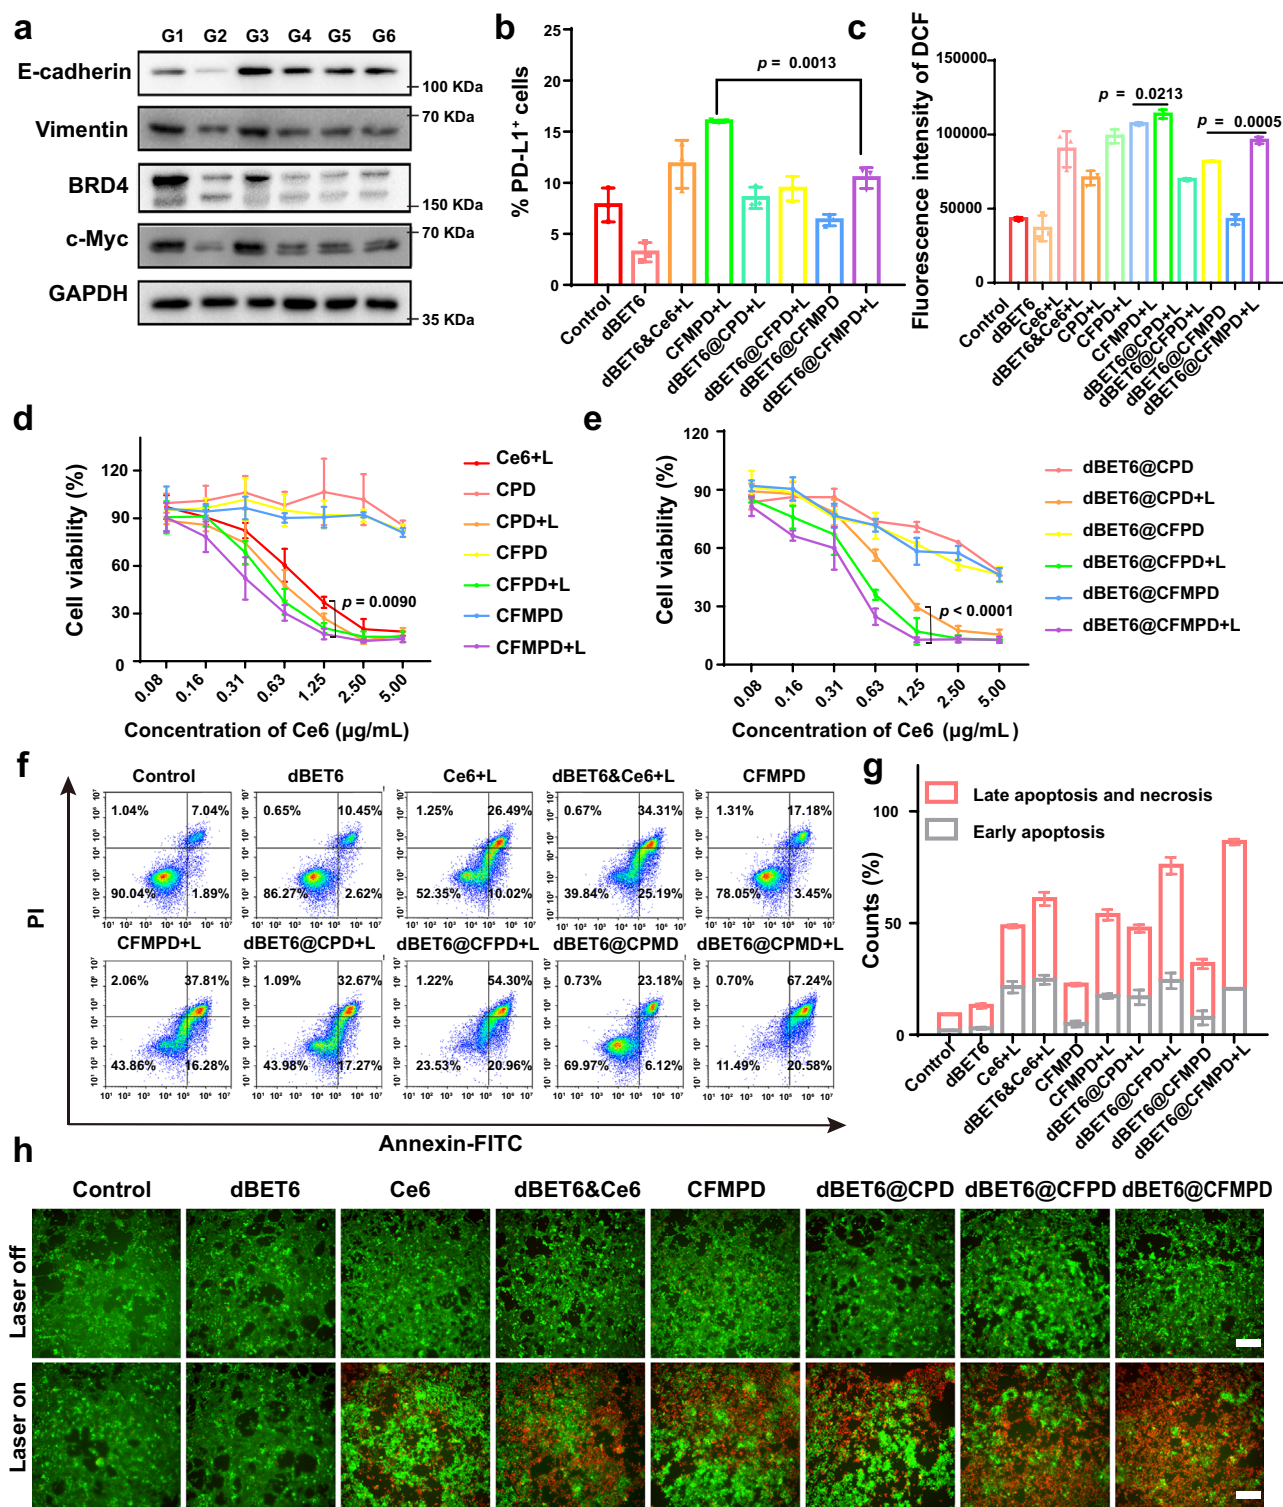 a
G1 G2 G3 G4 G5 G6
E-cadherin
100 KDa
70 KDa
Vimentin
BRD4
150 KDa
70 KDa
c-Myc
GAPDH
35 KDa
b
% PD-L1+ cells
25
20
15
10
5
0
p = 0.0013
Control
dBET6
dBET6&Ce6+L
CFMPD+L
dBET6@CPD+L
dBET6@CFPD+L
dBET6@CFMPD
dBET6@CFMPD+L
c
Fluorescence intensity of DCF
150000
100000
50000
0
p = 0.0213
p = 0.0005
Control
dBET6
Ce6+L
dBET6&Ce6+L
CPD+L
CFPD+L
CFMPD+L
dBET6@CPD+L
dBET6@CFPD+L
dBET6@CFMPD
dBET6@CFMPD+L
d
Cell viability (%)
120
90
60
30
0
p = 0.0090
0.08 0.16 0.31 0.63 1.25 2.50 5.00
Concentration of Ce6 (µg/mL)
Ce6+L
CPD
CPD+L
CFPD
CFPD+L
CFMPD
CFMPD+L
e
Cell viability (%)
120
90
60
30
0
p < 0.0001
0.08 0.16 0.31 0.63 1.25 2.50 5.00
Concentration of Ce6 (µg/mL)
dBET6@CPD
dBET6@CPD+L
dBET6@CFPD
dBET6@CFPD+L
dBET6@CFMPD
dBET6@CFMPD+L
f
PI
Control dBET6 Ce6+L dBET6&Ce6+L CFMPD
1.04% 7.04% 0.65% 10.45% 1.25% 26.49% 0.67% 34.31% 1.31% 17.18%
90.04% 1.89% 86.27% 2.62% 52.35% 10.02% 39.84% 25.19% 78.05% 3.45%
CFMPD+L dBET6@CPD+L dBET6@CFPD+L dBET6@CPMD dBET6@CPMD+L
2.06% 37.81% 1.09% 32.67% 1.22% 54.30% 0.73% 23.18% 0.70% 67.24%
43.86% 16.28% 43.98% 17.27% 23.53% 20.96% 69.97% 6.12% 11.49% 20.58%
Annexin-FITC
g
Counts (%)
100
50
0
Late apoptosis and necrosis
Early apoptosis
Control
dBET6
Ce6+L
dBET6&Ce6+L
CFMPD
CFMPD+L
dBET6@CPD+L
dBET6@CFPD+L
dBET6@CFMPD
dBET6@CFMPD+L
h
Control dBET6 Ce6 dBET6&Ce6 CFMPD dBET6@CPD dBET6@CFPD dBET6@CFMPD
Laser off
Laser on